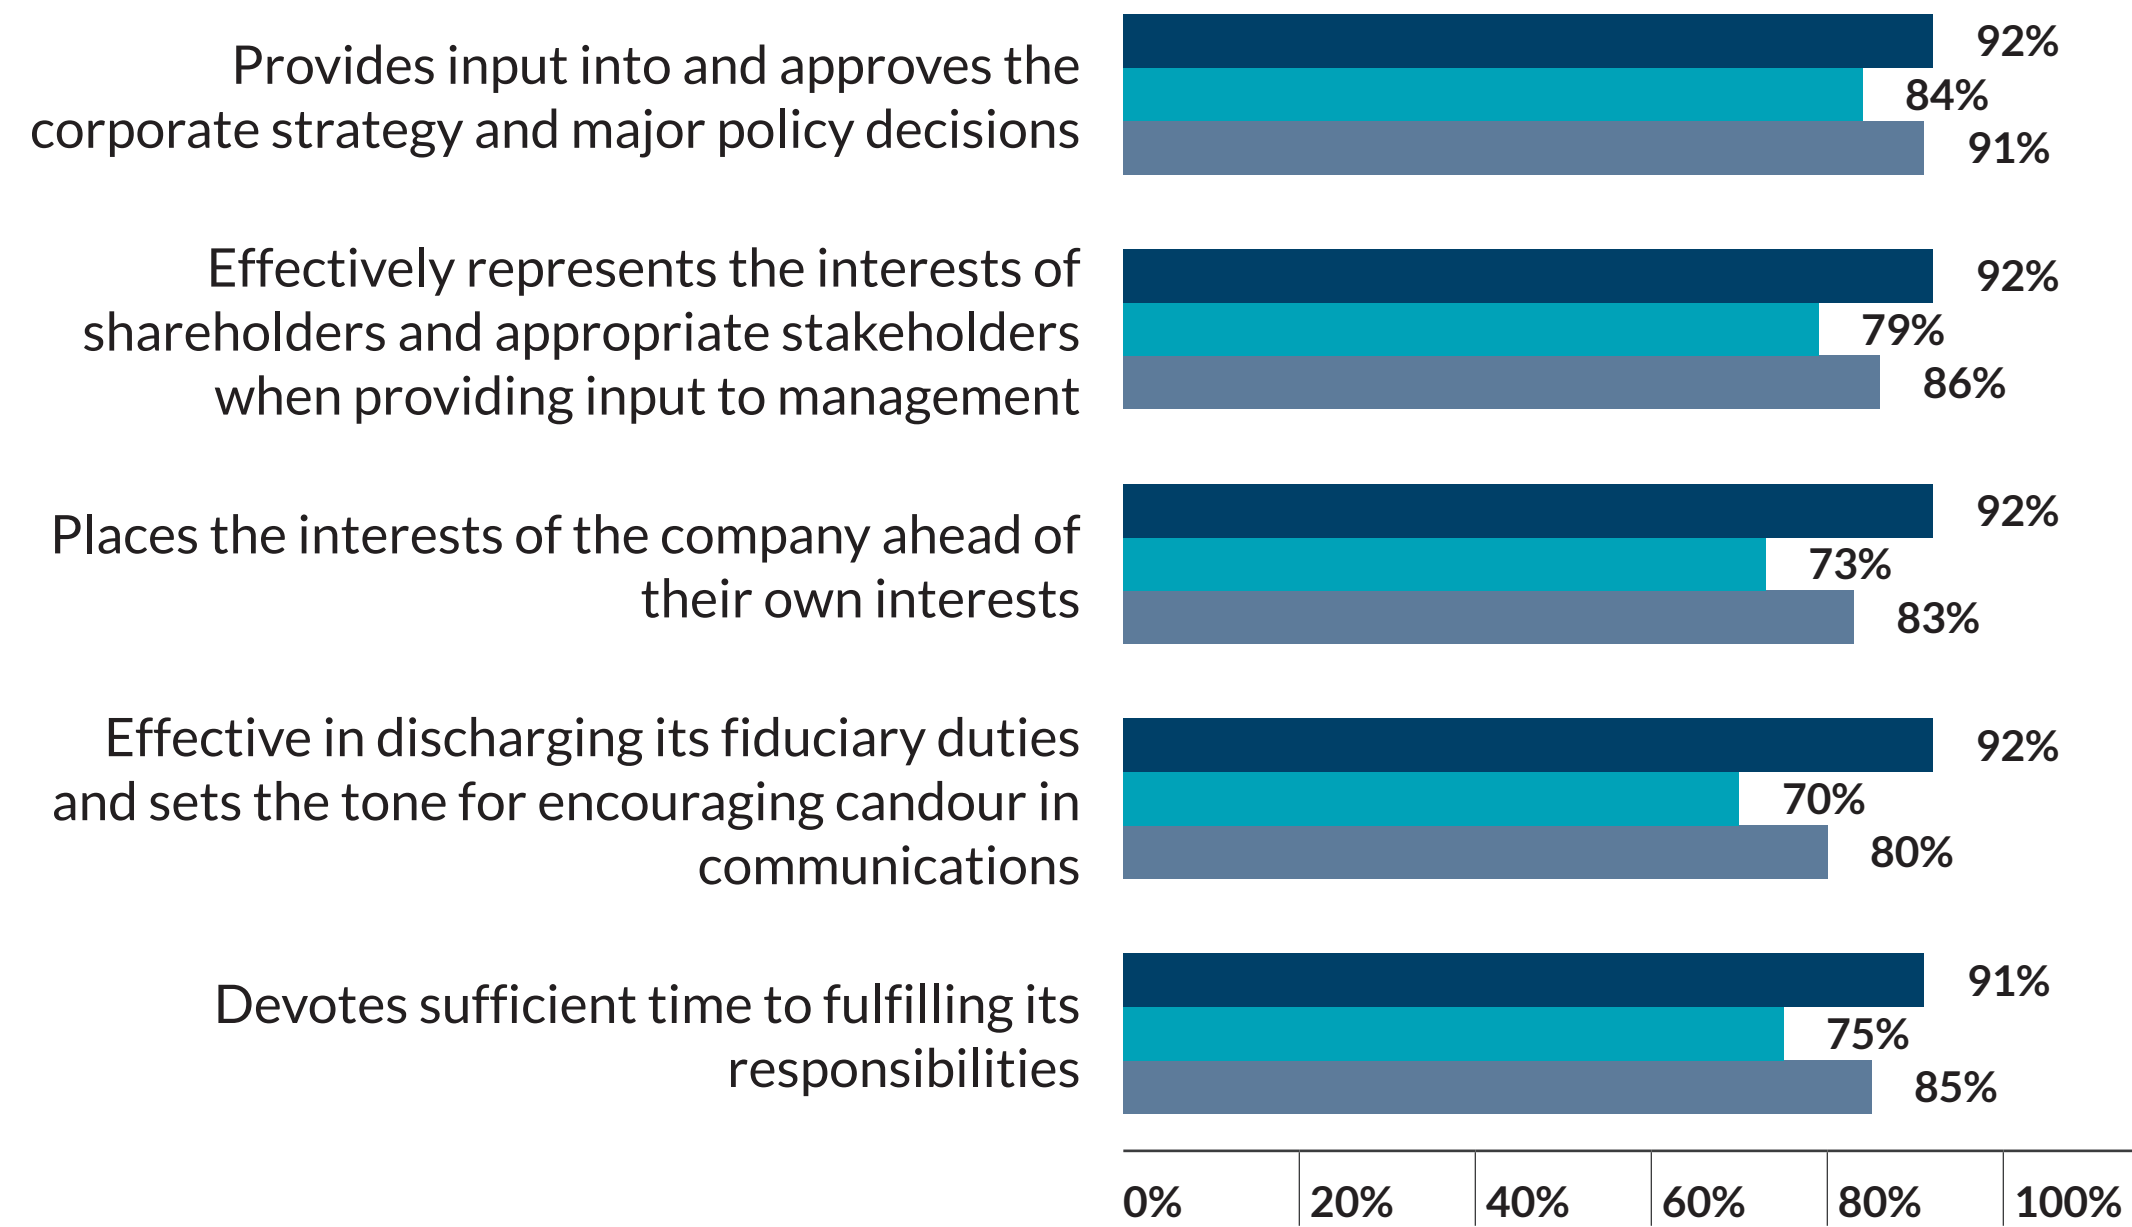 Provides input into and approves the
corporate strategy and major policy decisions
92%
84%
91%
Effectively represents the interests of
shareholders and appropriate stakeholders
when providing input to management
92%
79%
86%
Places the interests of the company ahead of
their own interests
92%
73%
83%
Effective in discharging its fiduciary duties
and sets the tone for encouraging candour in
communications
92%
70%
80%
Devotes sufficient time to fulfilling its
responsibilities
91%
75%
85%
0% 20% 40% 60% 80% 100%